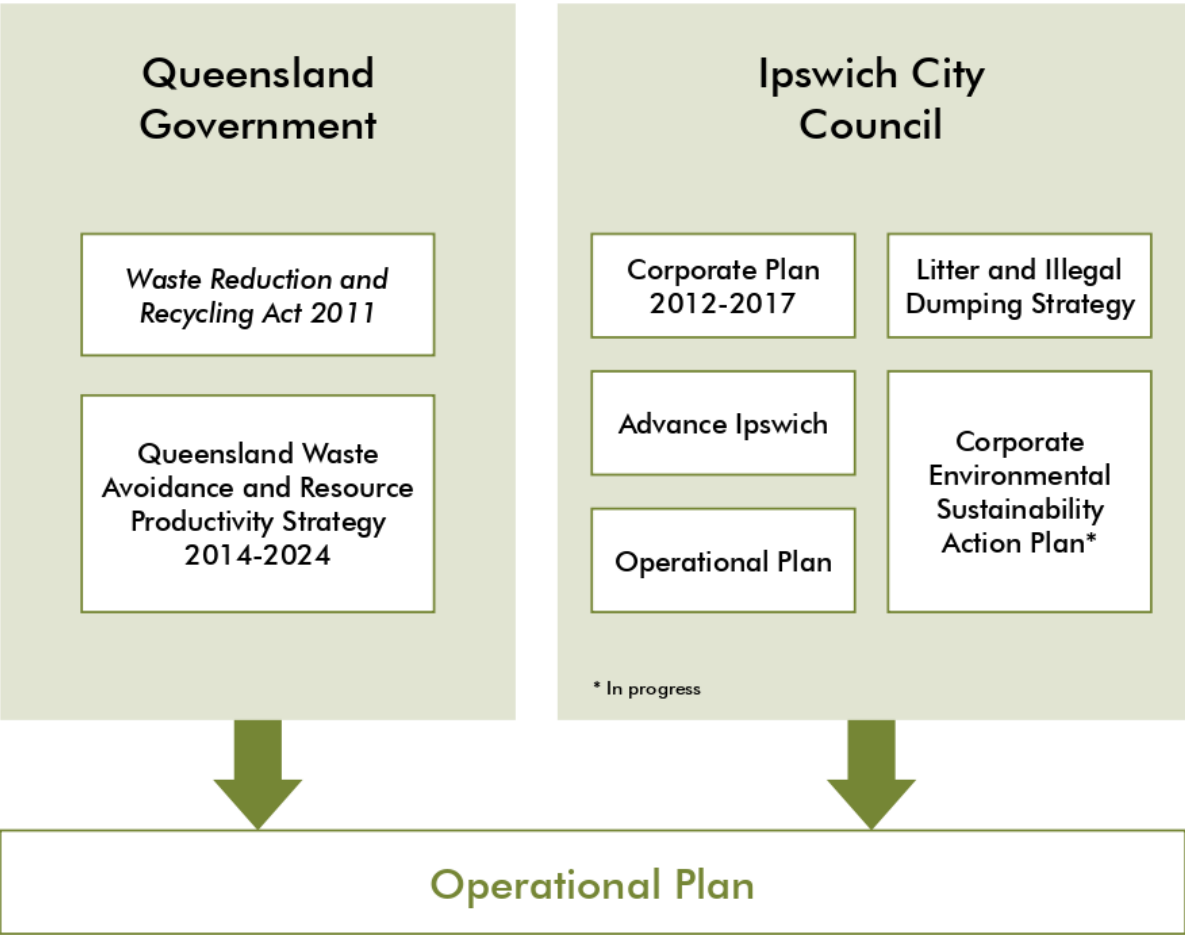 Queensland
Government
Waste Reduction and
Recycling Act 2011
Queensland Waste
Avoidance and Resource
Productivity Strategy
2014-2024
Ipswich City
Council
Corporate Plan
2012-2017
Litter and Illegal
Dumping Strategy
Advance Ipswich
Operational Plan
Corporate
Environmental
Sustainability
Action Plan*
* In progress
Operational Plan